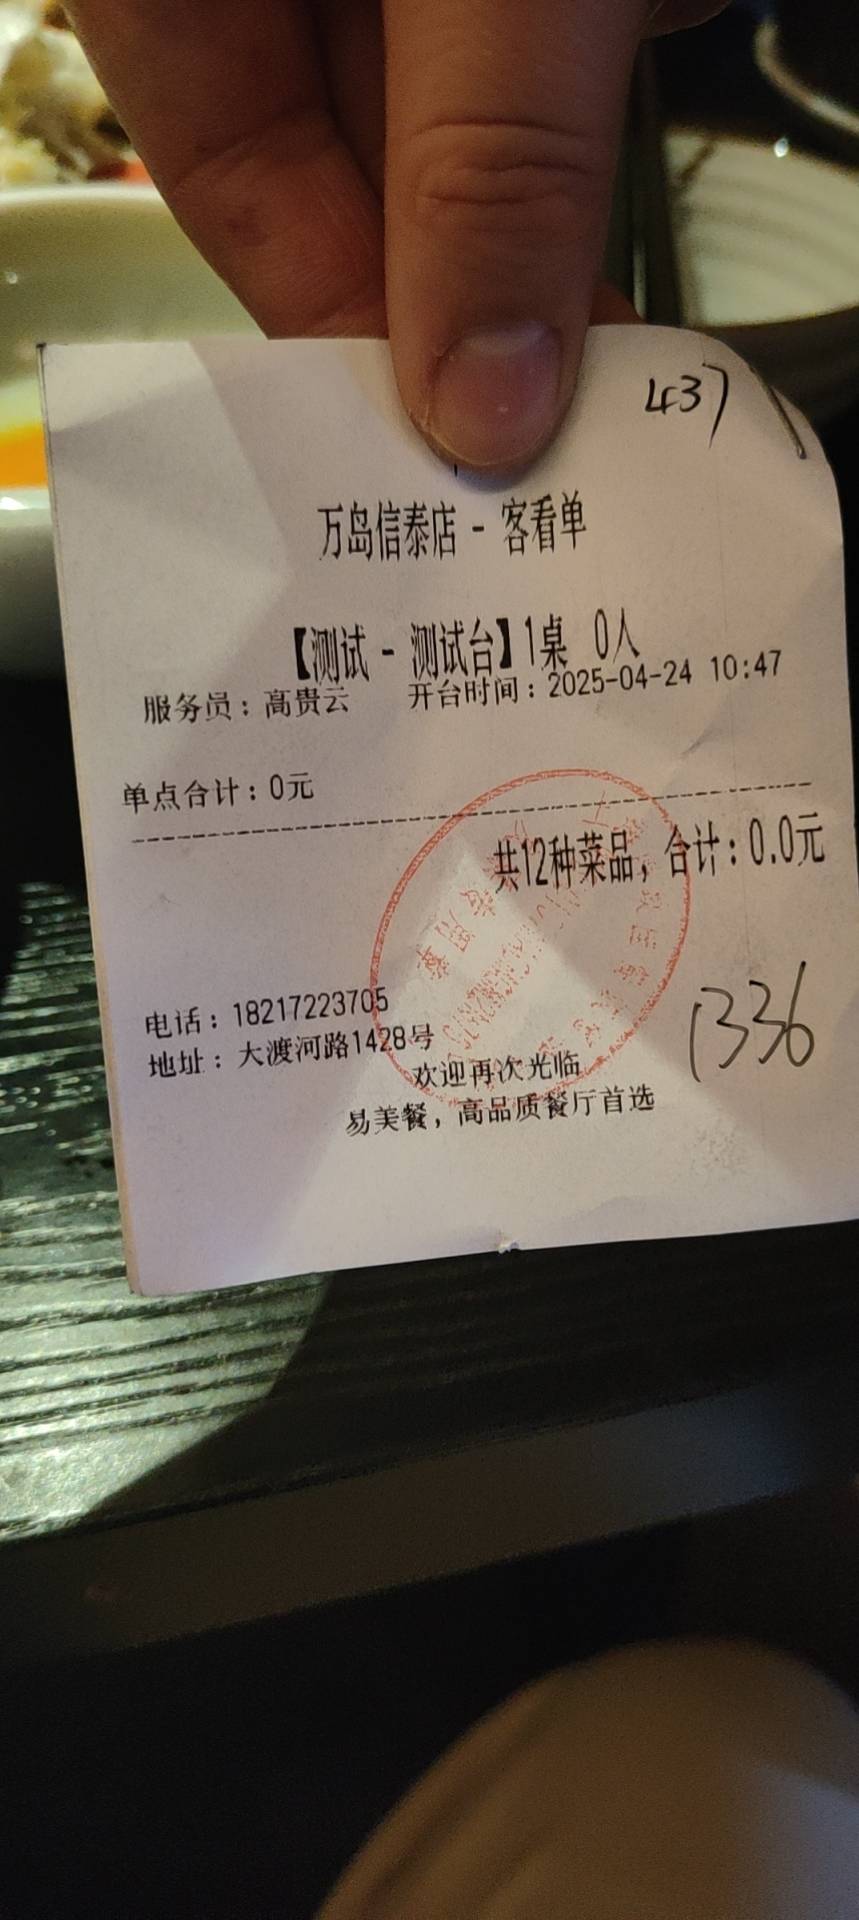 437
万岛信泰店 - 客看单
【测试 - 测试台】1桌 0人
服务员：高贵云 开台时间：2025-04-24 10:47
单点合计：0元
共12种菜品，合计：0.0元
电话：18217223705
地址：大渡河路1428号
1336
欢迎再次光临
易美餐，高品质餐厅首选